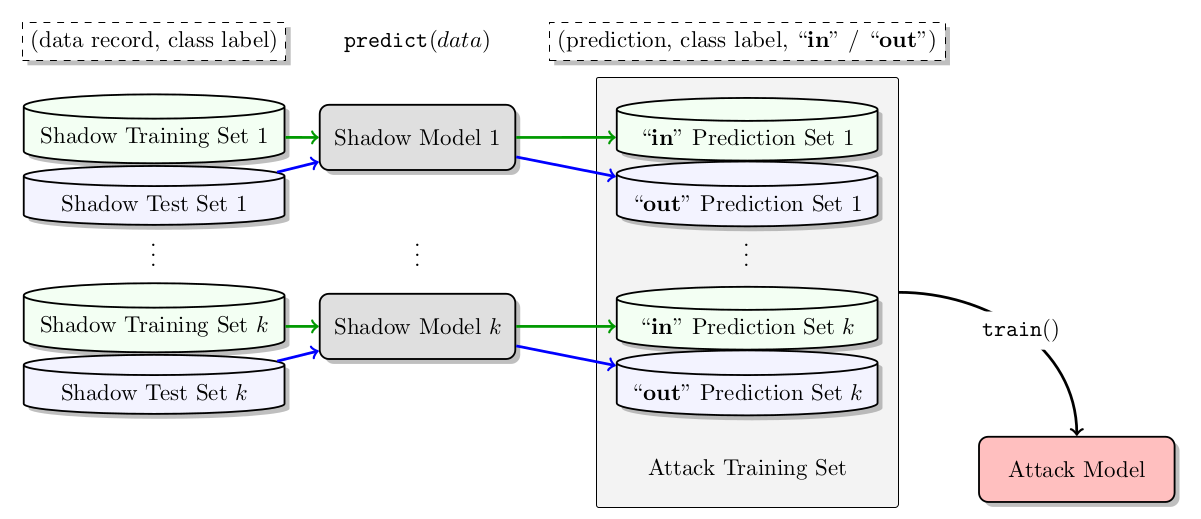 (data record, class label)
predict(data)
(prediction, class label, “in” / “out”)
Shadow Training Set 1
Shadow Model 1
“in” Prediction Set 1
Shadow Test Set 1
“out” Prediction Set 1
⋮
⋮
⋮
Shadow Training Set k
Shadow Model k
“in” Prediction Set k
train()
Shadow Test Set k
“out” Prediction Set k
Attack Training Set
Attack Model